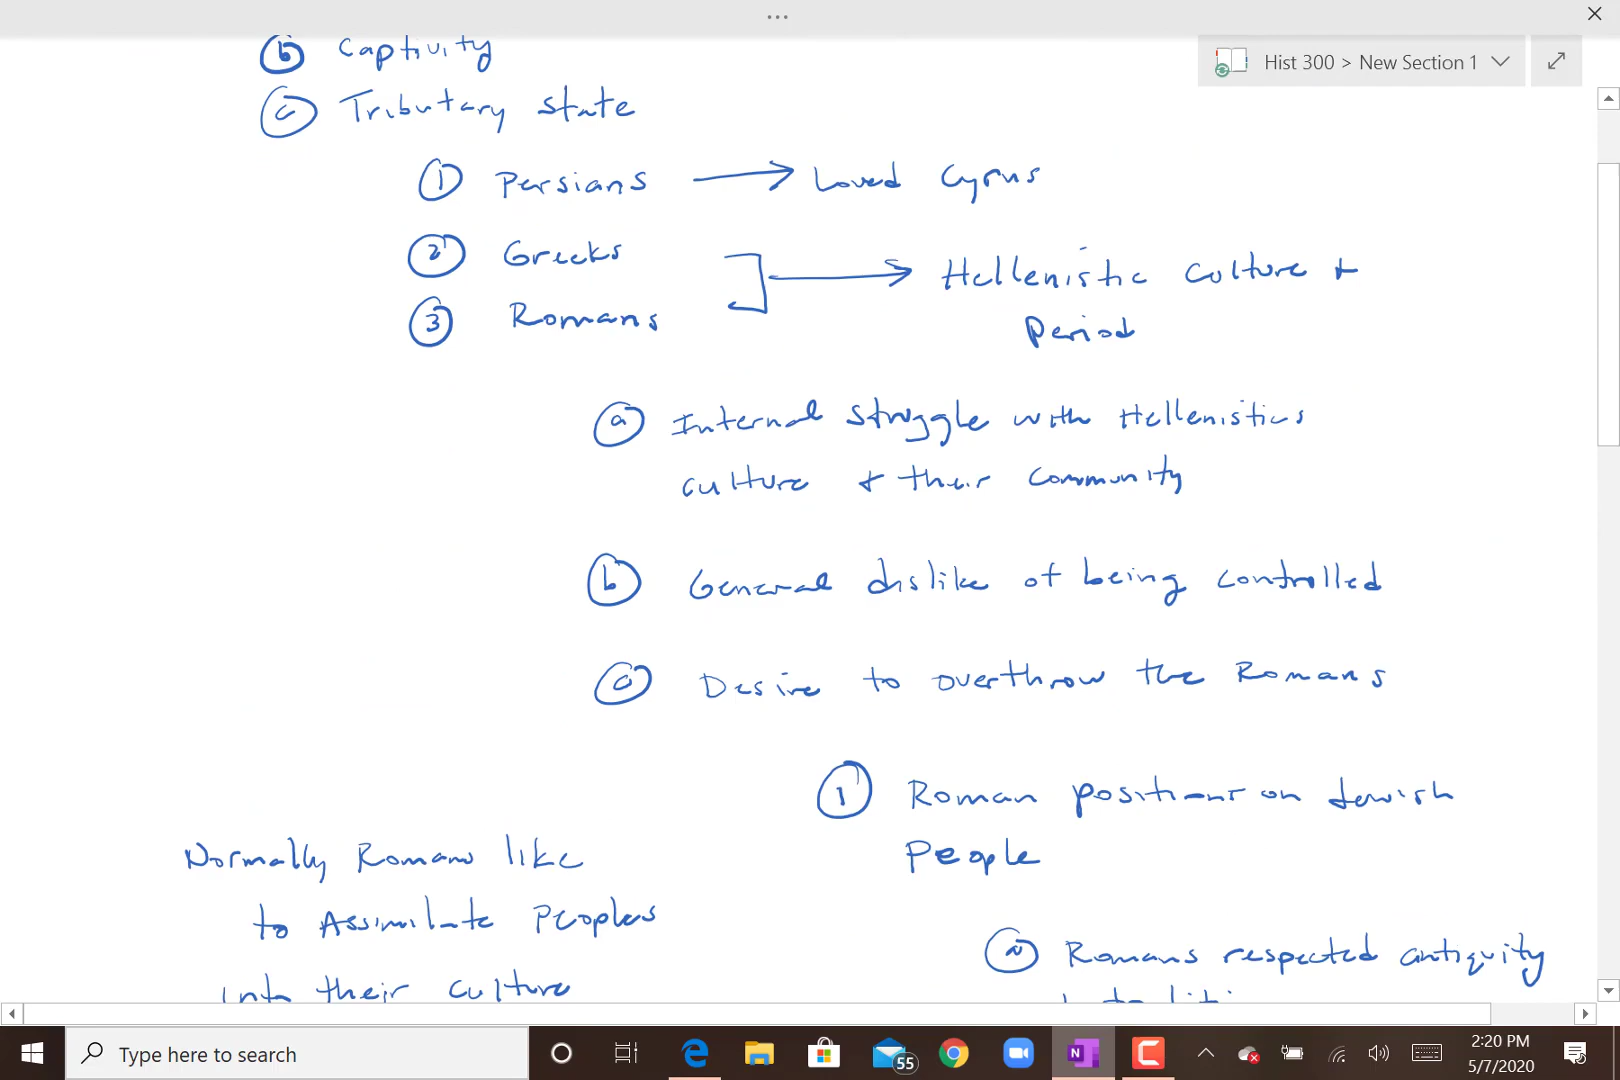 Hist 300 > New Section 1
b Captivity
c Tributary state
1 Persians → Loved Cyrus
2 Greeks
3 Romans
→ Hellenistic culture +
Period
a Internal struggle with Hellenistics
culture + their community
b General dislike of being controlled
c Desire to overthrow the Romans
1 Roman positions on Jewish
People
Normally Romans like
to Assimilate Peoples
into their culture
a Romans respected antiquity
Type here to search
55
2:20 PM
5/7/2020